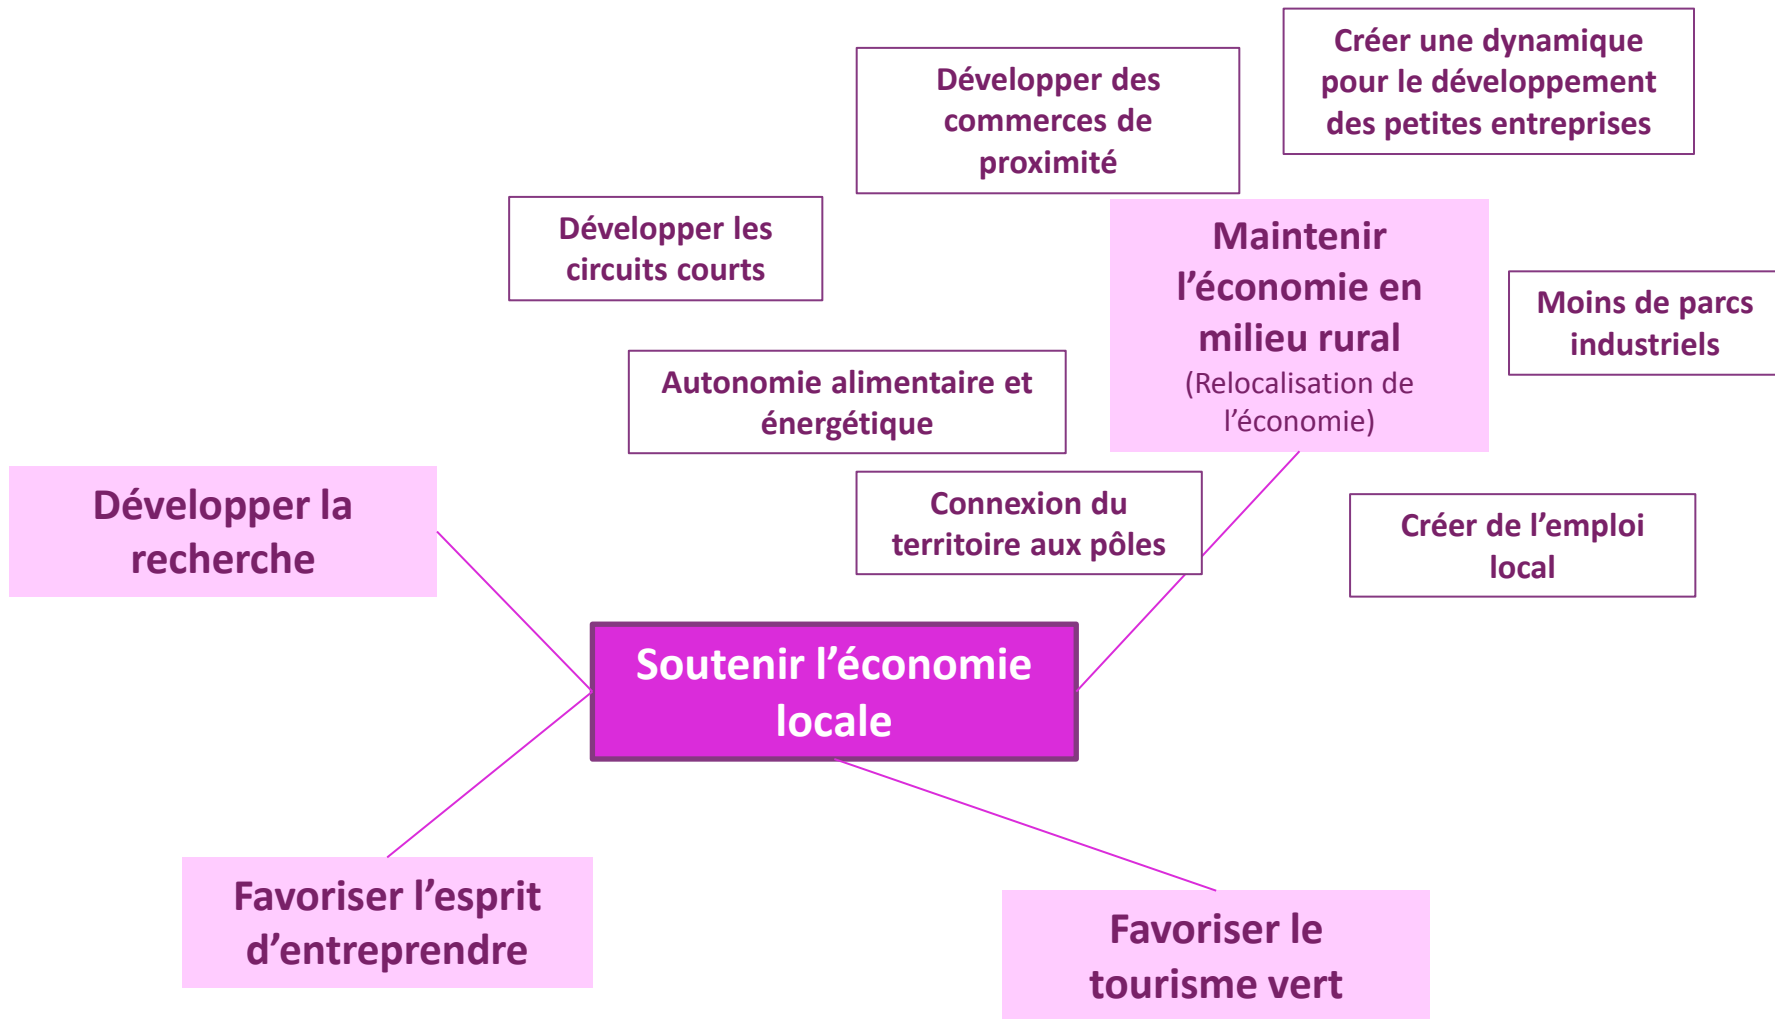 Créer une dynamique
pour le développement
des petites entreprises
Développer des
commerces de
proximité
Développer les
circuits courts
Maintenir
l’économie en
milieu rural
(Relocalisation de
l’économie)
Moins de parcs
industriels
Autonomie alimentaire et
énergétique
Développer la
recherche
Connexion du
territoire aux pôles
Créer de l’emploi
local
Soutenir l’économie
locale
Favoriser l’esprit
d’entreprendre
Favoriser le
tourisme vert